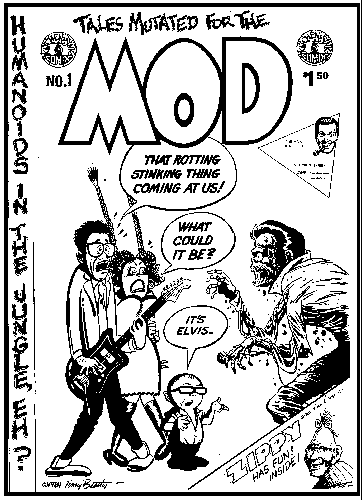 TALES MUTATED FOR THE
MOD
NO.1
$1.50
HUMANOIDS IN THE JUNGLE, EH?
THAT ROTTING
STINKING THING
COMING AT US!
WHAT
COULD
IT BE?
IT'S
ELVIS..
ZIPPY
HAS FUN!
INSIDE!